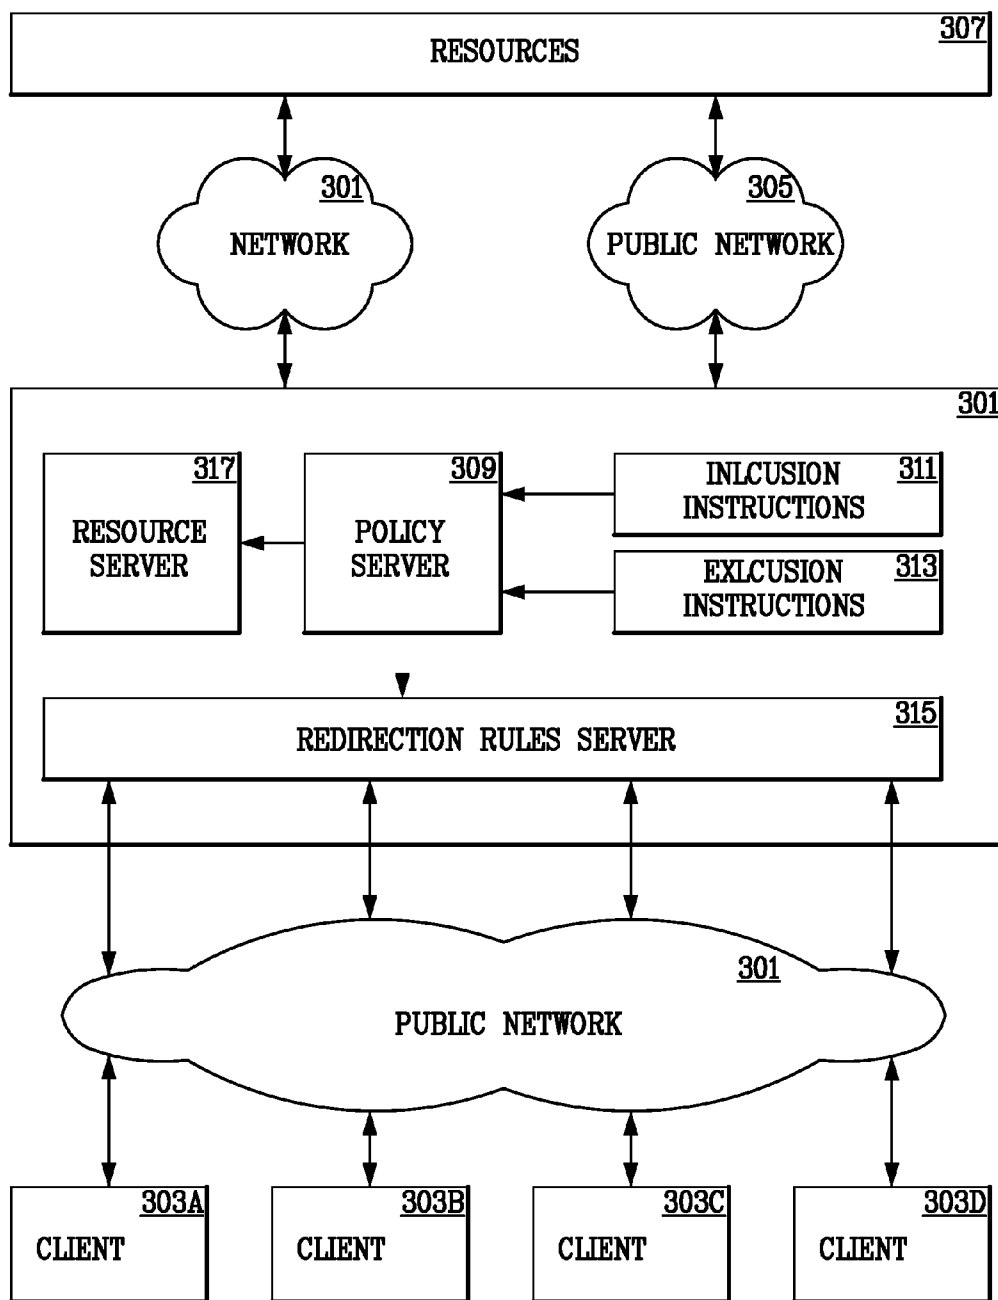 307
RESOURCES
301
NETWORK
305
PUBLIC NETWORK
301
317
RESOURCE
SERVER
309
POLICY
SERVER
311
INLCUSION
INSTRUCTIONS
313
EXLCUSION
INSTRUCTIONS
315
REDIRECTION RULES SERVER
301
PUBLIC NETWORK
303A
CLIENT
303B
CLIENT
303C
CLIENT
303D
CLIENT